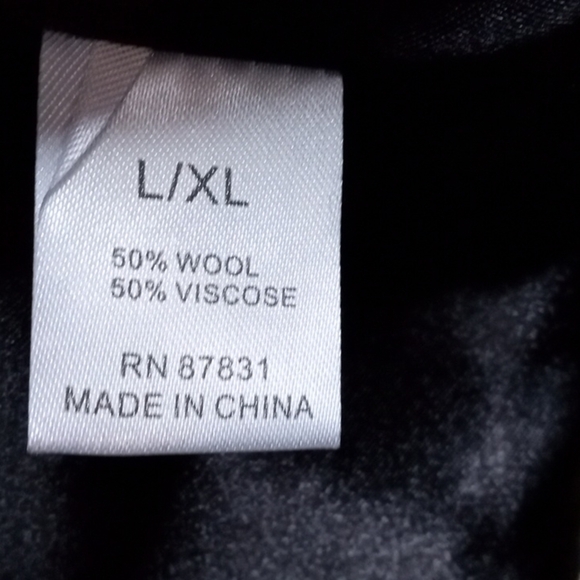 L/XL
50% WOOL
50% VISCOSE
RN 87831
MADE IN CHINA